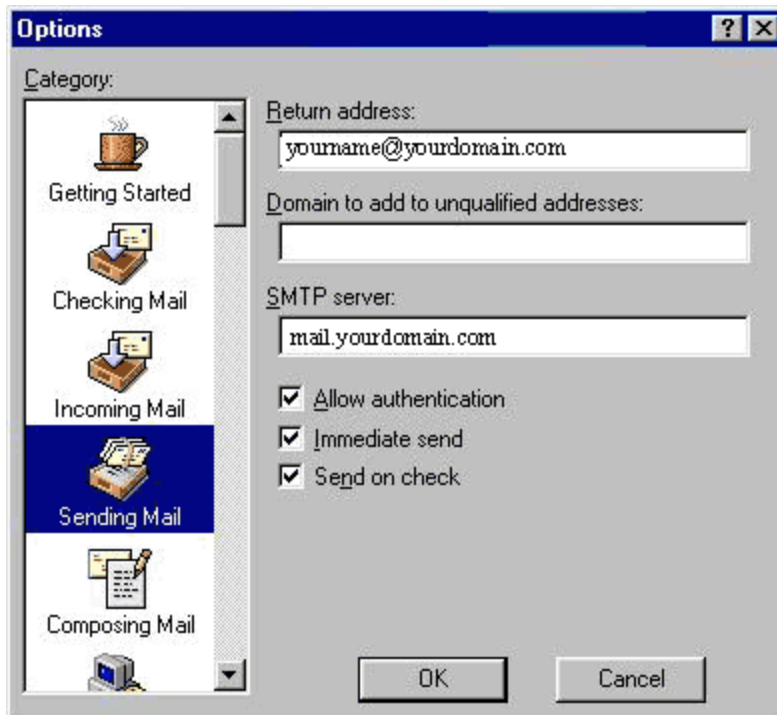 Options
Category:
Getting Started
Checking Mail
Incoming Mail
Sending Mail
Composing Mail
Return address:
yourname@yourdomain.com
Domain to add to unqualified addresses:
SMTP server:
mail.yourdomain.com
Allow authentication
Immediate send
Send on check
OK
Cancel